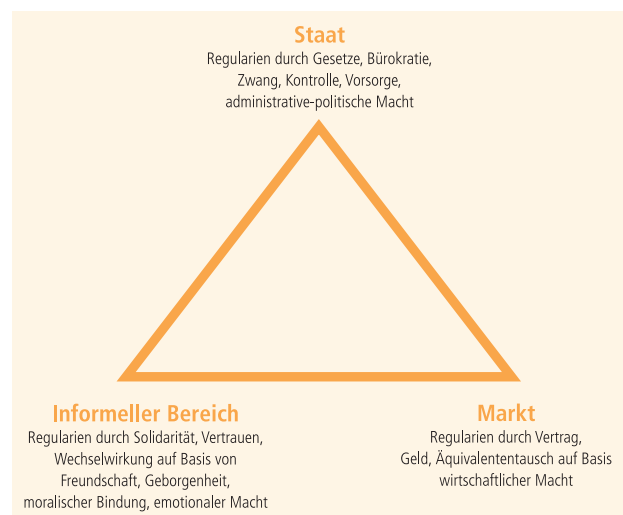 Staat
Regularien durch Gesetze, Bürokratie,
Zwang, Kontrolle, Vorsorge,
administrative-politische Macht
Informeller Bereich
Regularien durch Solidarität, Vertrauen,
Wechselwirkung auf Basis von
Freundschaft, Geborgenheit,
moralischer Bindung, emotionaler Macht
Markt
Regularien durch Vertrag,
Geld, Äquivalententausch auf Basis
wirtschaftlicher Macht